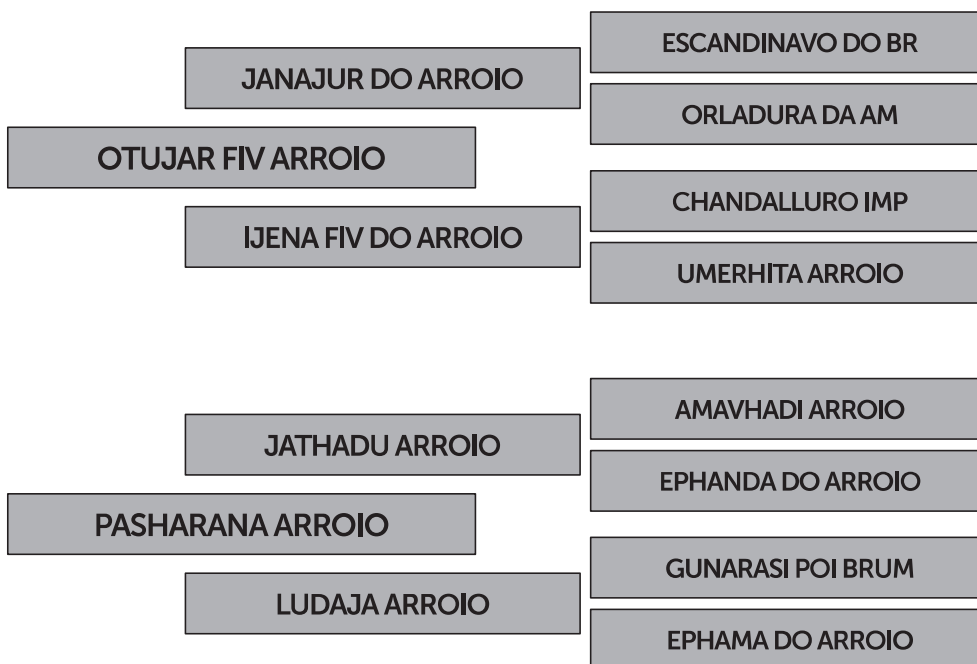 ESCANDINAVO DO BR
JANAJUR DO ARROIO
ORLADURA DA AM
OTUJAR FIV ARROIO
CHANDALLURO IMP
IJENA FIV DO ARROIO
UMERHITA ARROIO
AMAVHADI ARROIO
JATHADU ARROIO
EPHANDA DO ARROIO
PASHARANA ARROIO
GUNARASI POI BRUM
LUDAJA ARROIO
EPHAMA DO ARROIO